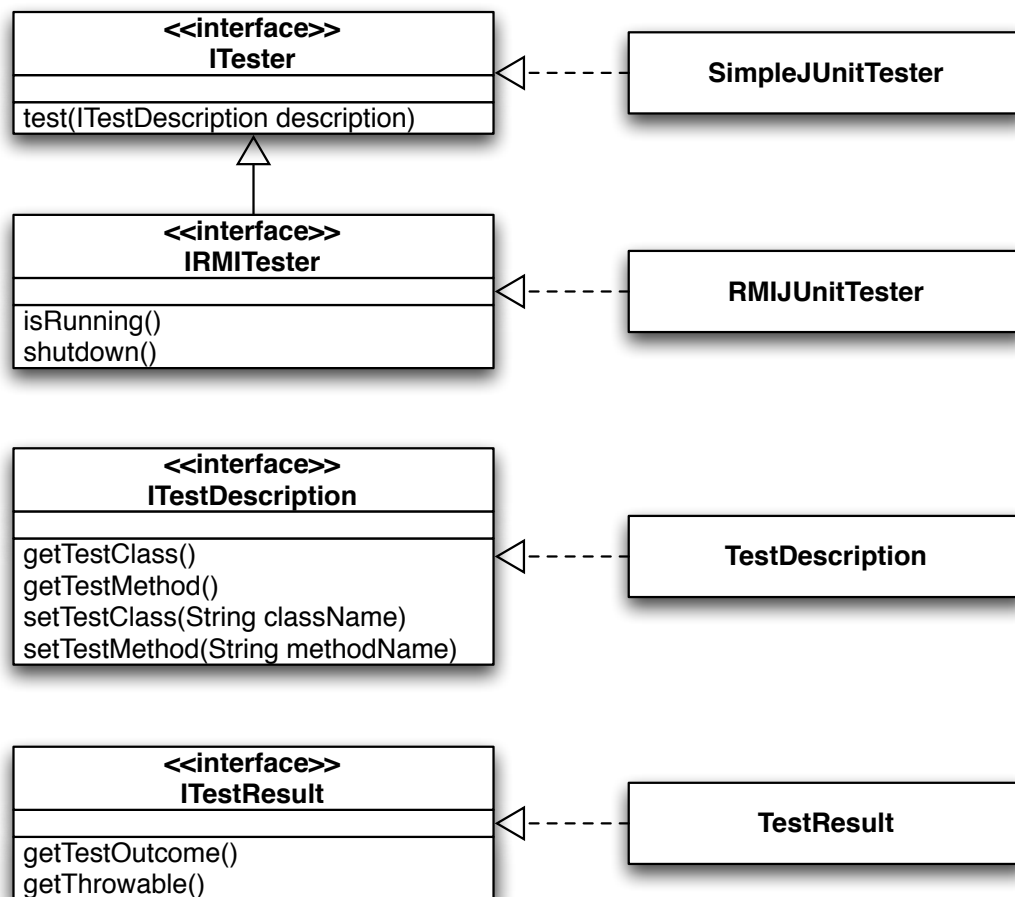 <<interface>>
ITester
test(ITestDescription description)
SimpleJUnitTester
<<interface>>
IRMITester
isRunning()
shutdown()
RMIJUnitTester
<<interface>>
ITestDescription
getTestClass()
getTestMethod()
setTestClass(String className)
setTestMethod(String methodName)
TestDescription
<<interface>>
ITestResult
getTestOutcome()
getThrowable()
TestResult